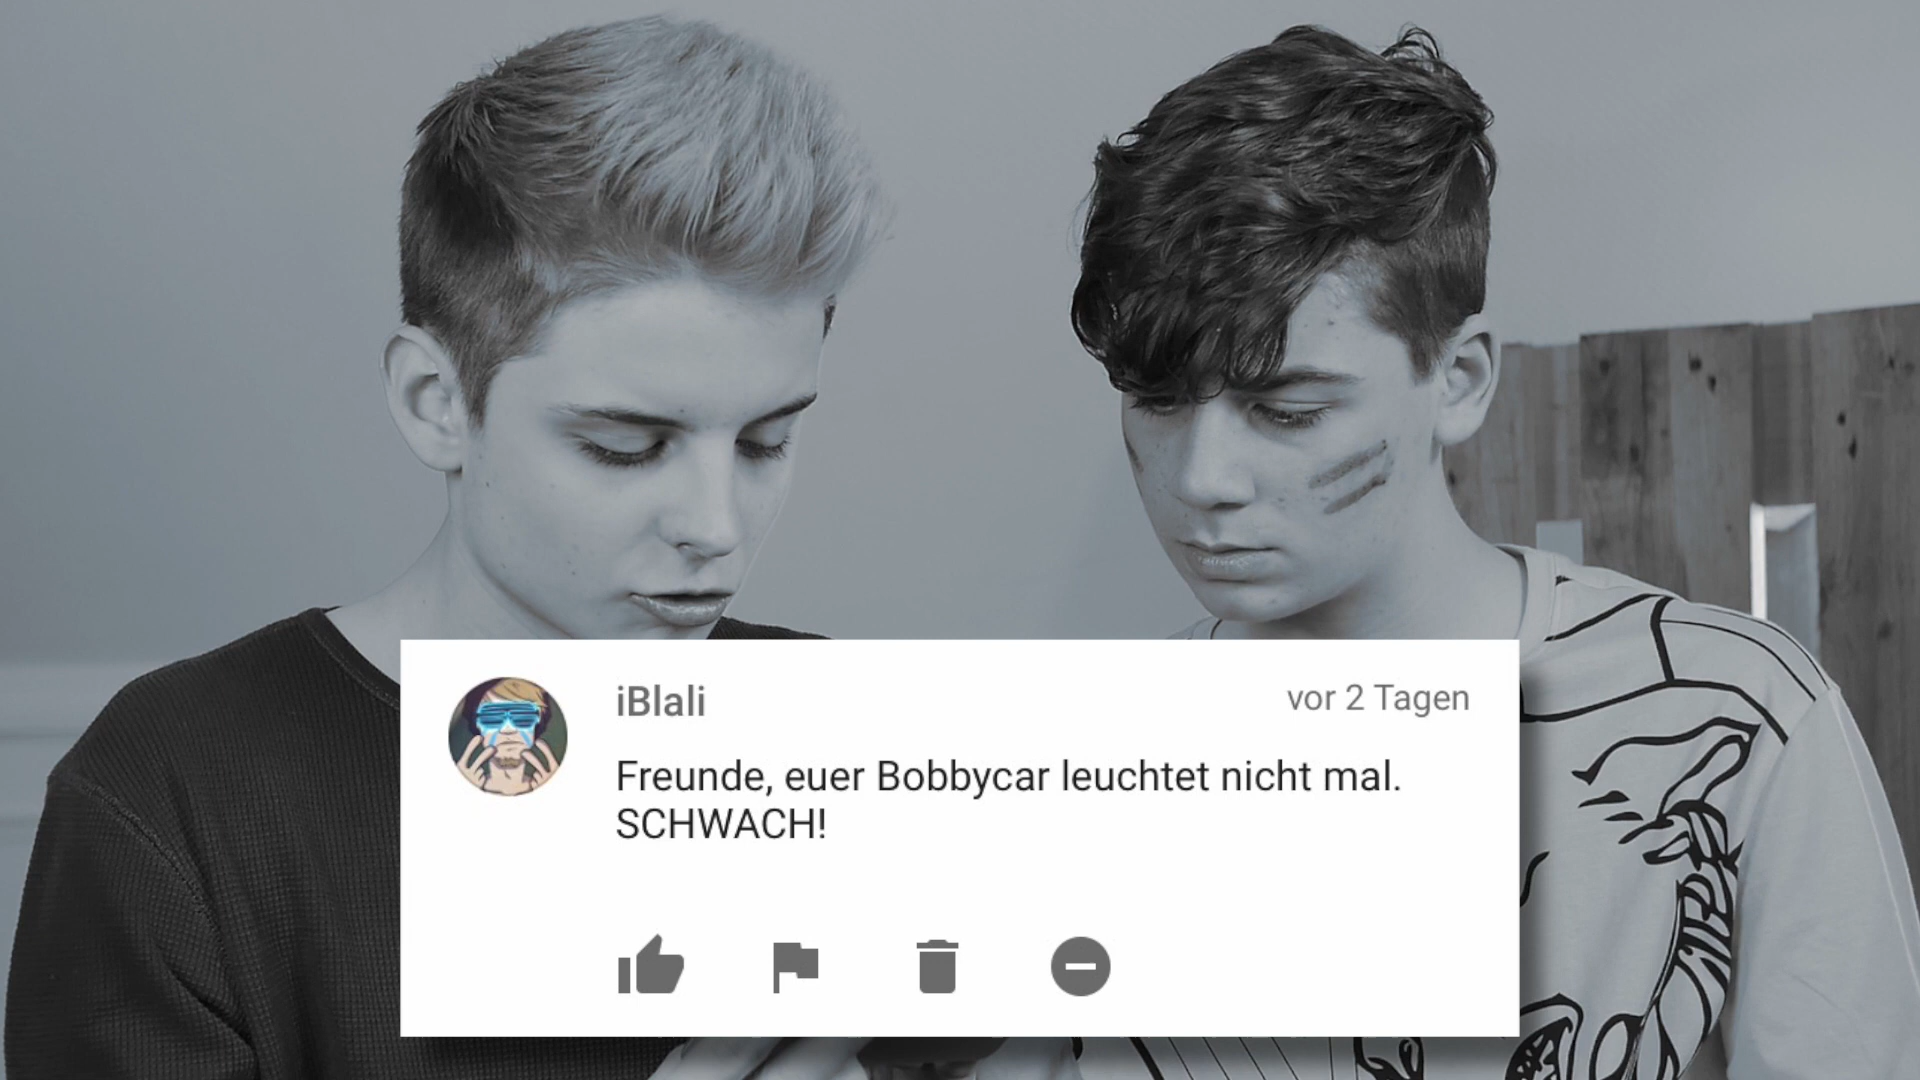 iBlali
vor 2 Tagen
Freunde, euer Bobbycar leuchtet nicht mal.
SCHWACH!